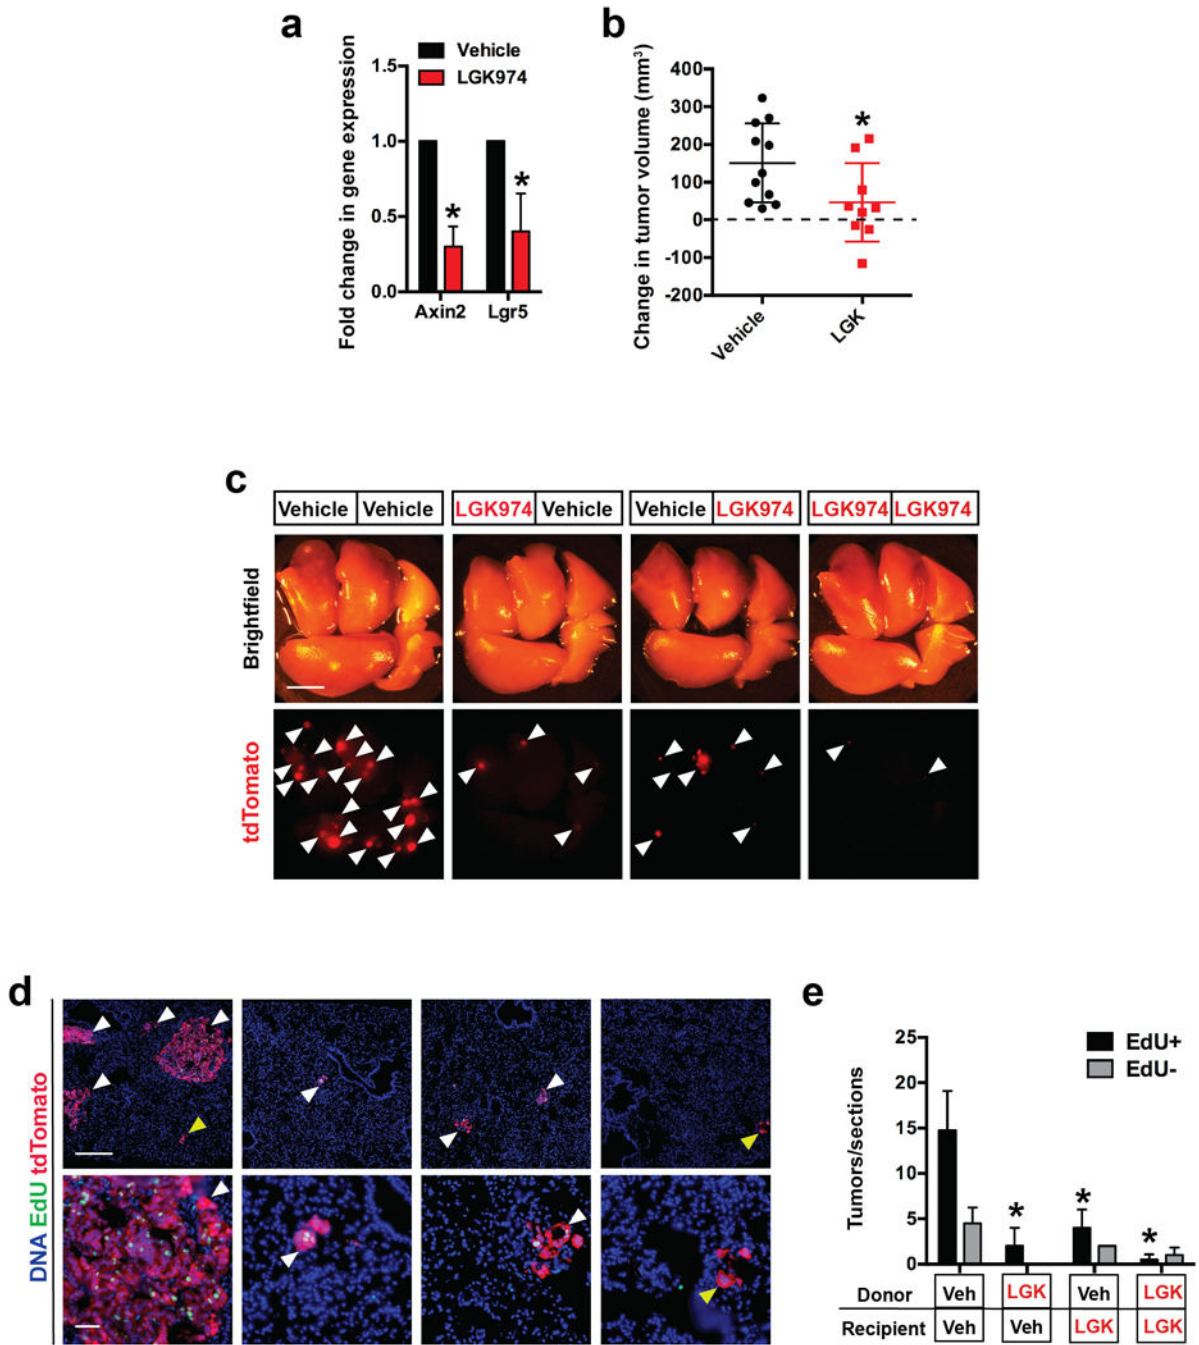 a
Vehicle
LGK974
Fold change in gene expression
1.5
1.0
0.5
0.0
*
*
Axin2 Lgr5
b
Change in tumor volume (mm³)
400
300
200
100
0
-100
-200
*
Vehicle
LGK
c
Vehicle Vehicle LGK974 Vehicle Vehicle LGK974 LGK974 LGK974
Brightfield
tdTomato
d
DNA EdU tdTomato
e
EdU+
EdU-
Tumors/sections
25
20
15
10
5
0
* * *
Donor Veh LGK Veh LGK
Recipient Veh Veh LGK LGK